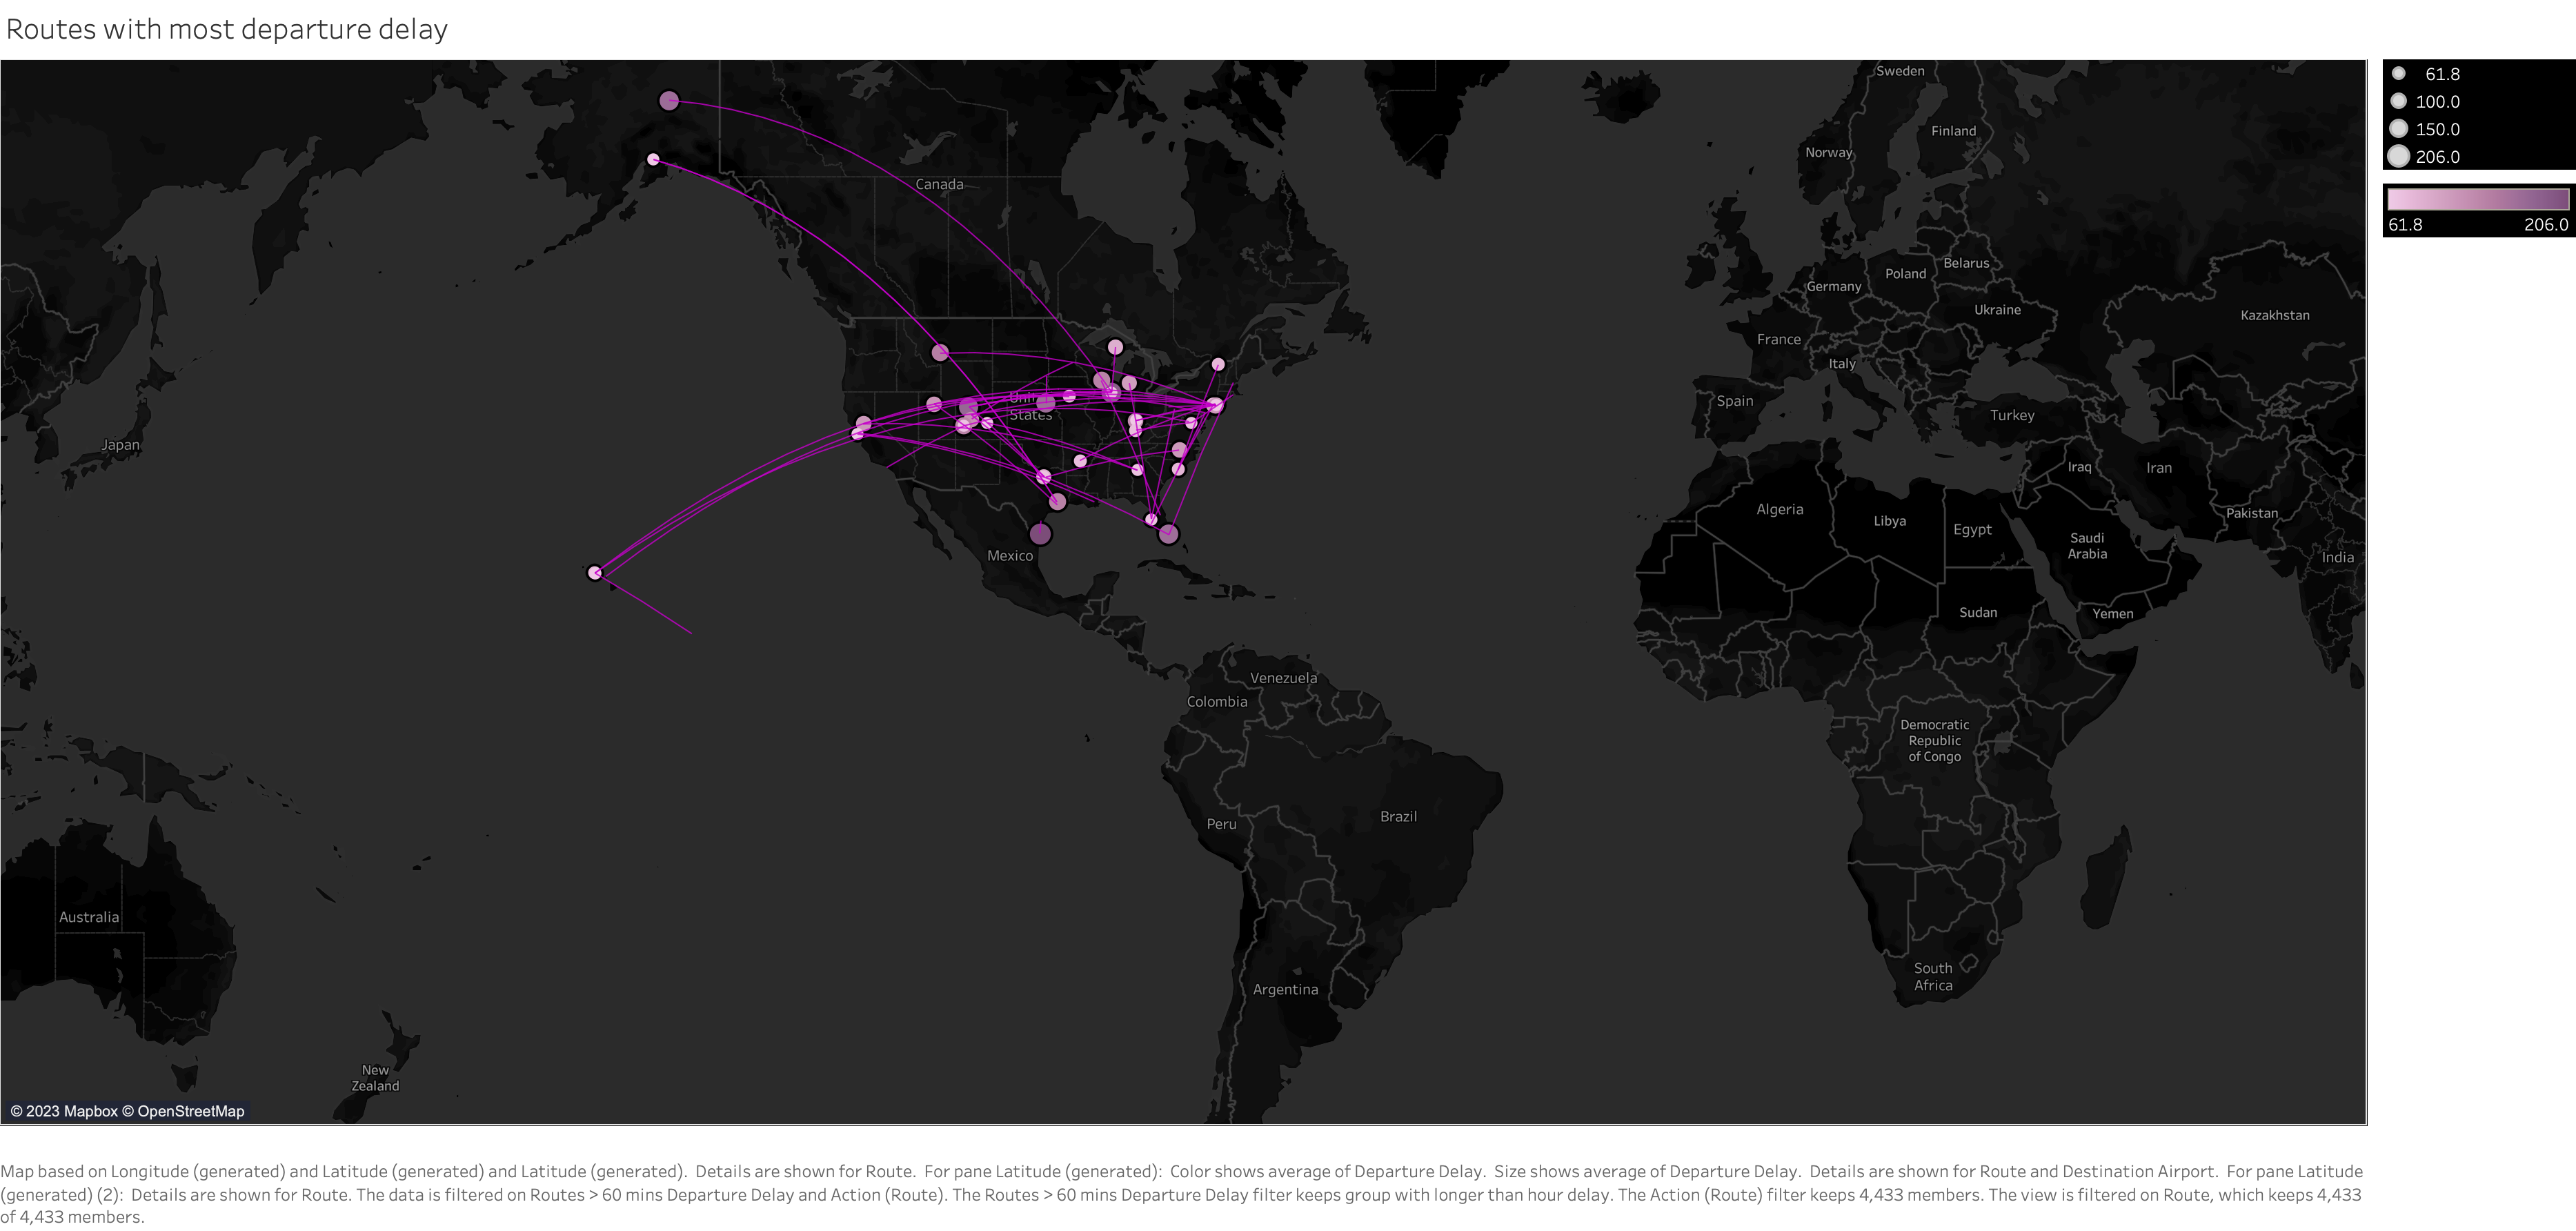 Routes with most departure delay
61.8
100.0
150.0
206.0
61.8 206.0
Sweden
Finland
Norway
Canada
Belarus
Poland
Germany
Ukraine
Kazakhstan
France
Italy
Spain
Turkey
United
States
Japan
Iraq
Iran
Algeria
Libya
Egypt
Pakistan
Saudi
Arabia
India
Mexico
Sudan
Yemen
Venezuela
Colombia
Democratic
Republic
of Congo
Peru
Brazil
Australia
South
Africa
Argentina
New
Zealand
© 2023 Mapbox © OpenStreetMap
Map based on Longitude (generated) and Latitude (generated) and Latitude (generated). Details are shown for Route. For pane Latitude (generated): Color shows average of Departure Delay. Size shows average of Departure Delay. Details are shown for Route and Destination Airport. For pane Latitude
(generated) (2): Details are shown for Route. The data is filtered on Routes > 60 mins Departure Delay and Action (Route). The Routes > 60 mins Departure Delay filter keeps group with longer than hour delay. The Action (Route) filter keeps 4,433 members. The view is filtered on Route, which keeps 4,433
of 4,433 members.